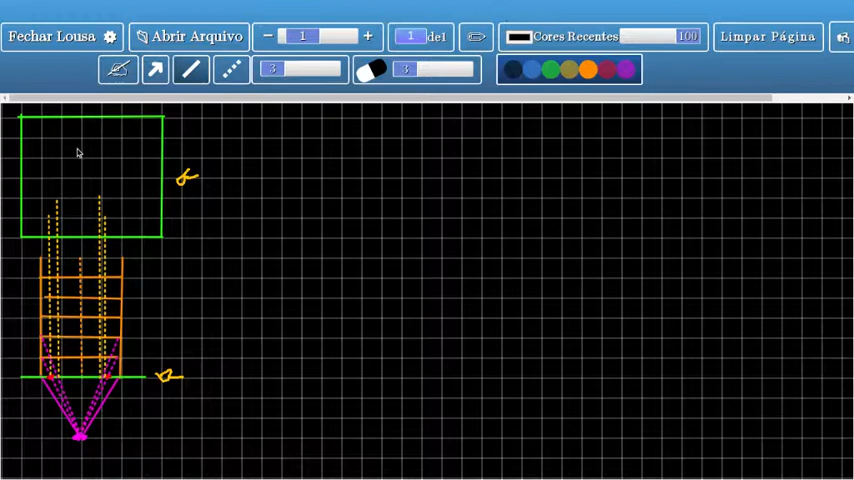 Fechar Lousa
Abrir Arquivo
− 1 +
1 de1
Cores Recentes
100
Limpar Página
3
3